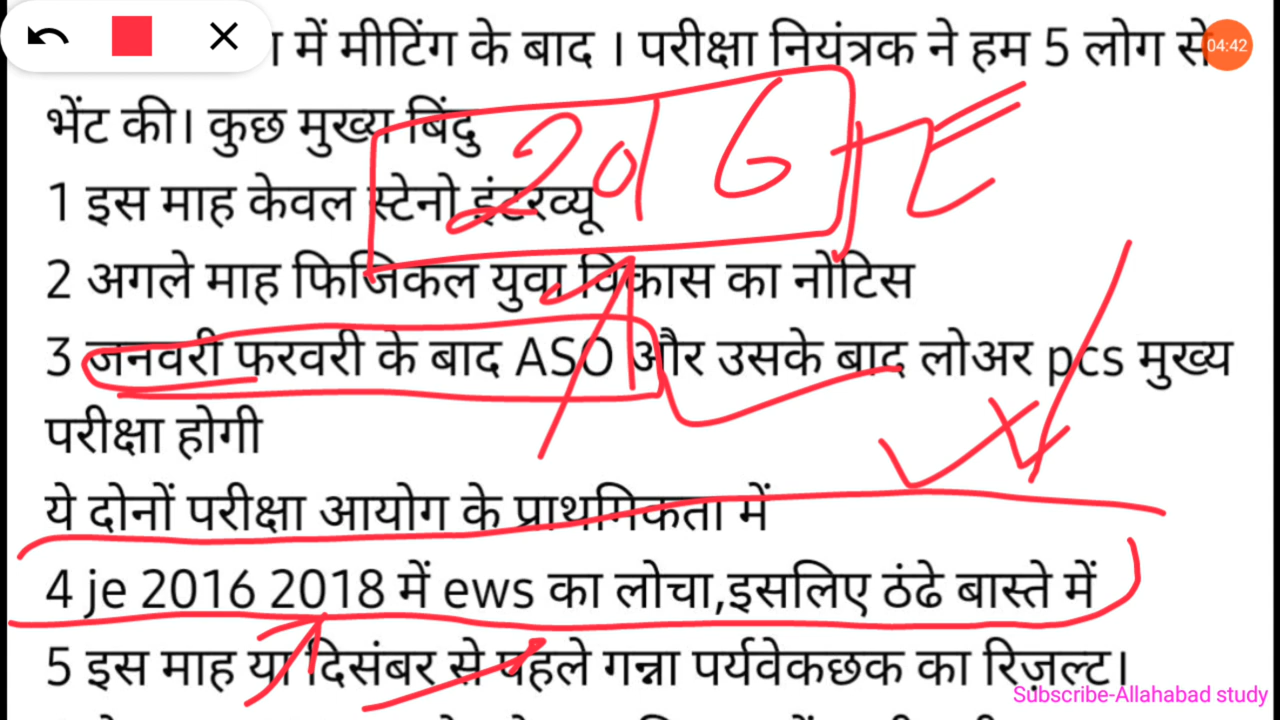 में मीटिंग के बाद । परीक्षा नियंत्रक ने हम 5 लोग से
04:42
भेंट की। कुछ मुख्य बिंदु
2016
1 इस माह केवल स्टेनो इंटरव्यू
2 अगले माह फिजिकल युवा विकास का नोटिस
3 जनवरी फरवरी के बाद ASO और उसके बाद लोअर pcs मुख्य
परीक्षा होगी
ये दोनों परीक्षा आयोग के प्राथमिकता में
4 je 2016 2018 में ews का लोचा,इसलिए ठंढे बास्ते में
5 इस माह या दिसंबर से पहले गन्ना पर्यवेकछक का रिज़ल्ट।
Subscribe-Allahabad study